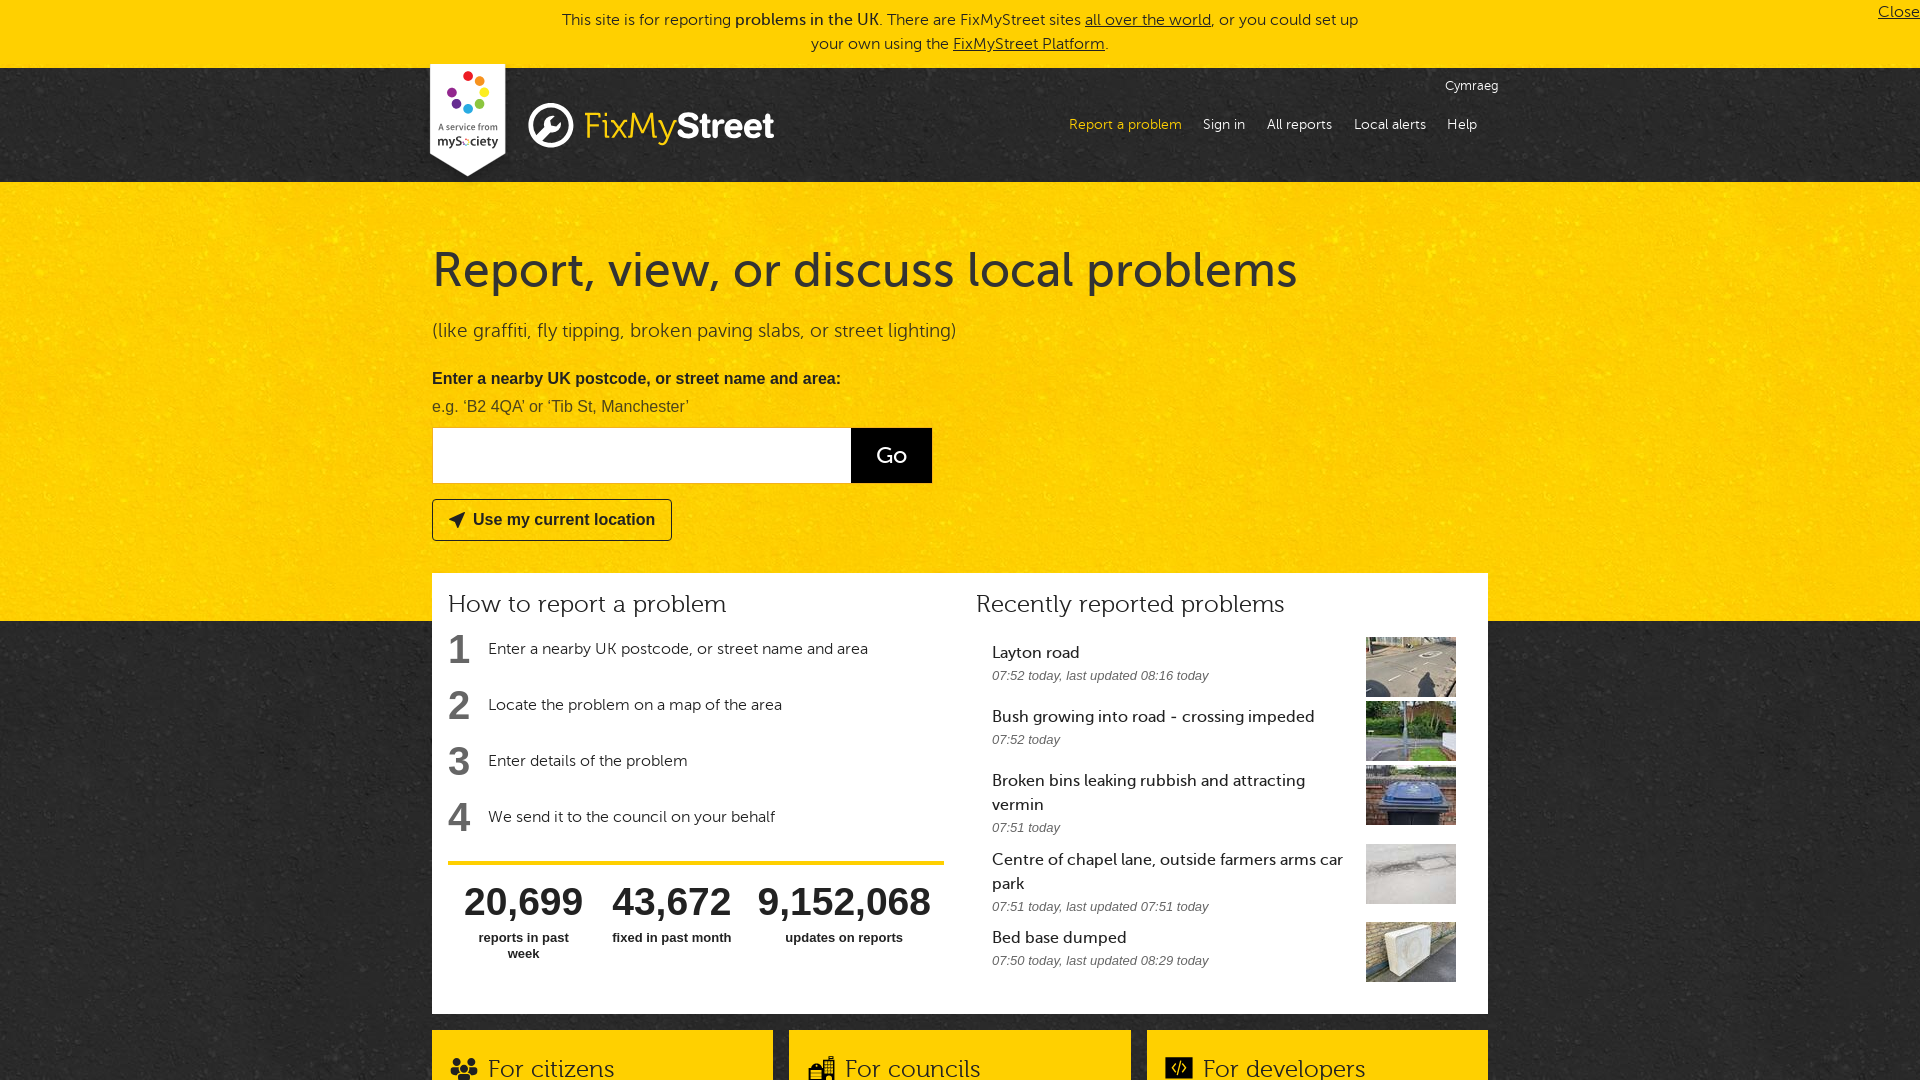 This site is for reporting problems in the UK. There are FixMyStreet sites all over the world, or you could set up
your own using the FixMyStreet Platform.
Close
Cymraeg
A service from
mySociety
FixMyStreet
Report a problem
Sign in
All reports
Local alerts
Help
Report, view, or discuss local problems
(like graffiti, fly tipping, broken paving slabs, or street lighting)
Enter a nearby UK postcode, or street name and area:
e.g. ‘B2 4QA’ or ‘Tib St, Manchester’
Go
Use my current location
How to report a problem
1 Enter a nearby UK postcode, or street name and area
2 Locate the problem on a map of the area
3 Enter details of the problem
4 We send it to the council on your behalf
20,699
reports in past
week
43,672
fixed in past month
9,152,068
updates on reports
Recently reported problems
Layton road
07:52 today, last updated 08:16 today
Bush growing into road - crossing impeded
07:52 today
Broken bins leaking rubbish and attracting
vermin
07:51 today
Centre of chapel lane, outside farmers arms car
park
07:51 today, last updated 07:51 today
Bed base dumped
07:50 today, last updated 08:29 today
For citizens
For councils
For developers